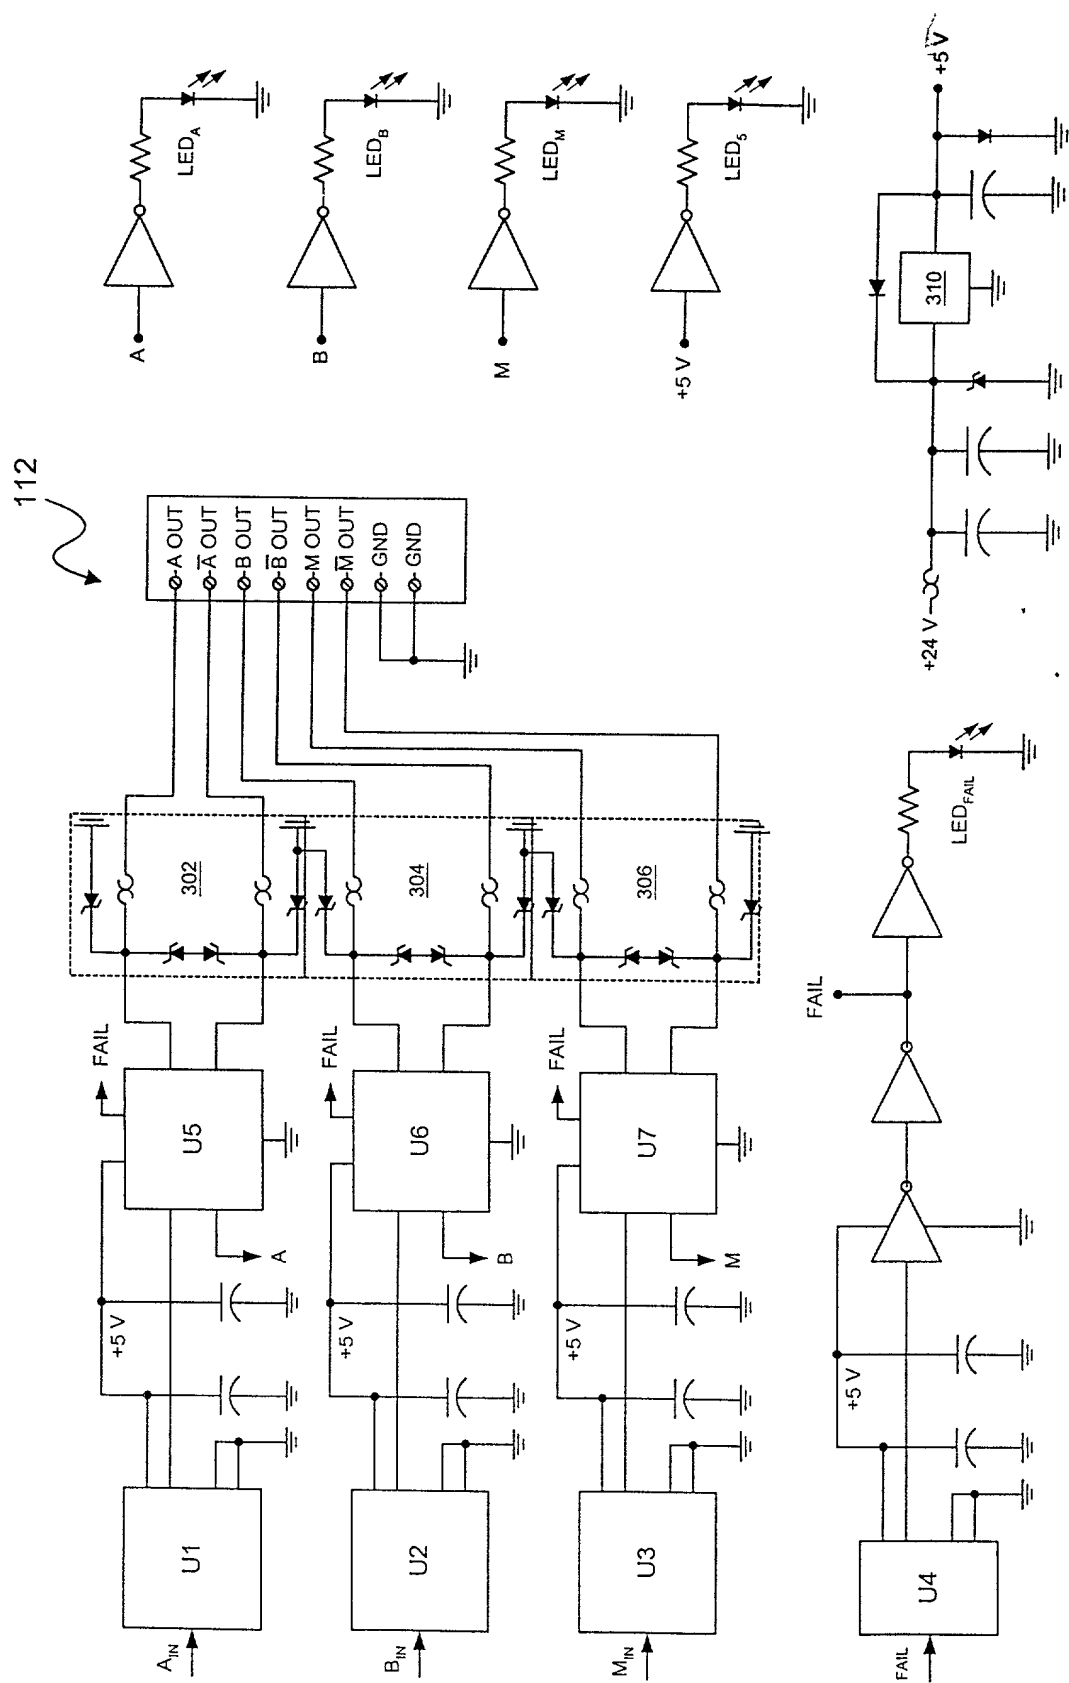 112
A OUT
A̅ OUT
B OUT
B̅ OUT
M OUT
M̅ OUT
GND
GND
A
LED_A
B
LED_B
M
LED_M
+5 V
LED_5
302
304
306
FAIL
U5
A
+5 V
U1
A_IN
FAIL
U6
B
+5 V
U2
B_IN
FAIL
U7
M
+5 V
U3
M_IN
FAIL
U4
+5 V
FAIL
LED_FAIL
+24 V
310
+5 V